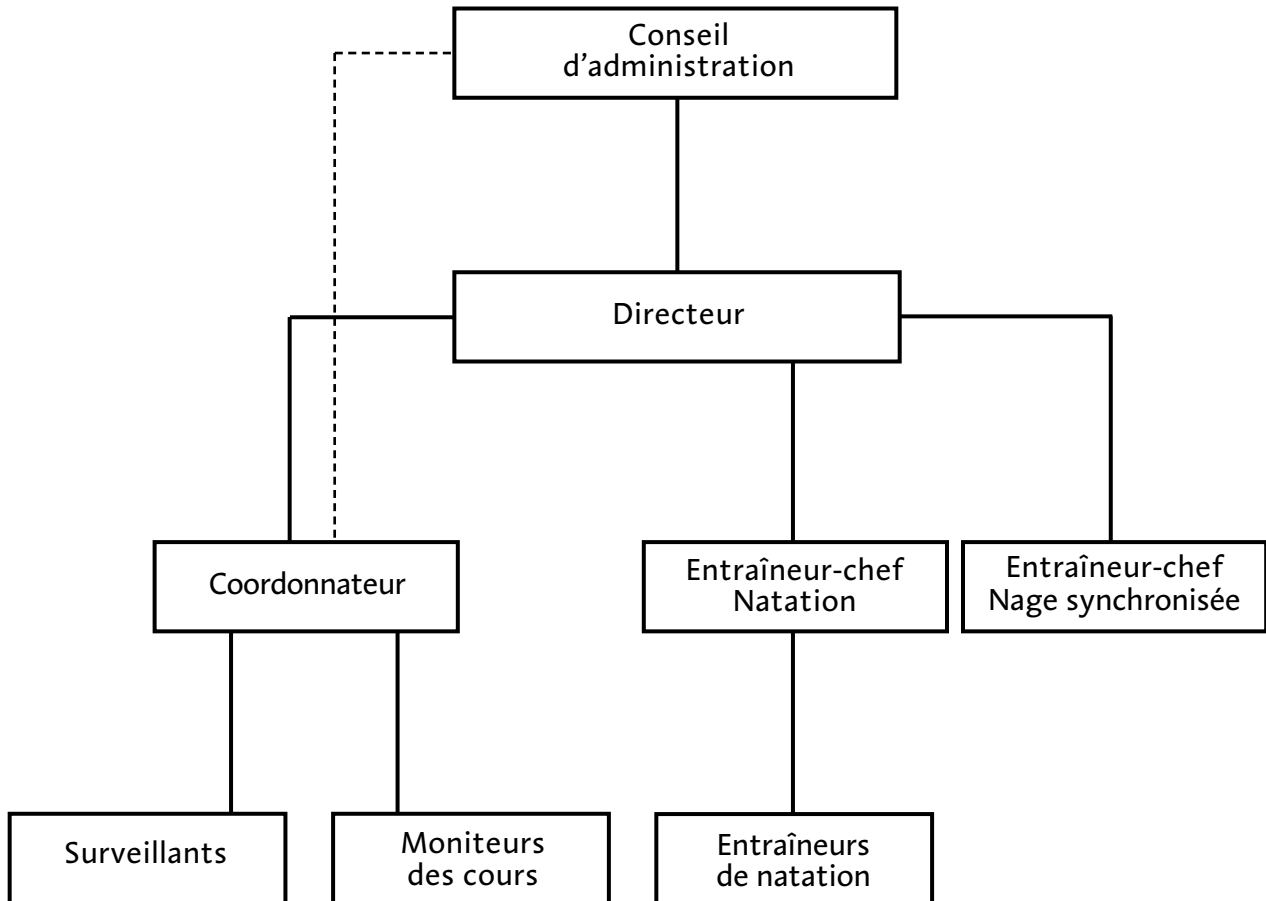 Conseil
d'administration
Directeur
Coordonnateur
Entraîneur-chef
Natation
Entraîneur-chef
Nage synchronisée
Surveillants
Moniteurs
des cours
Entraîneurs
de natation